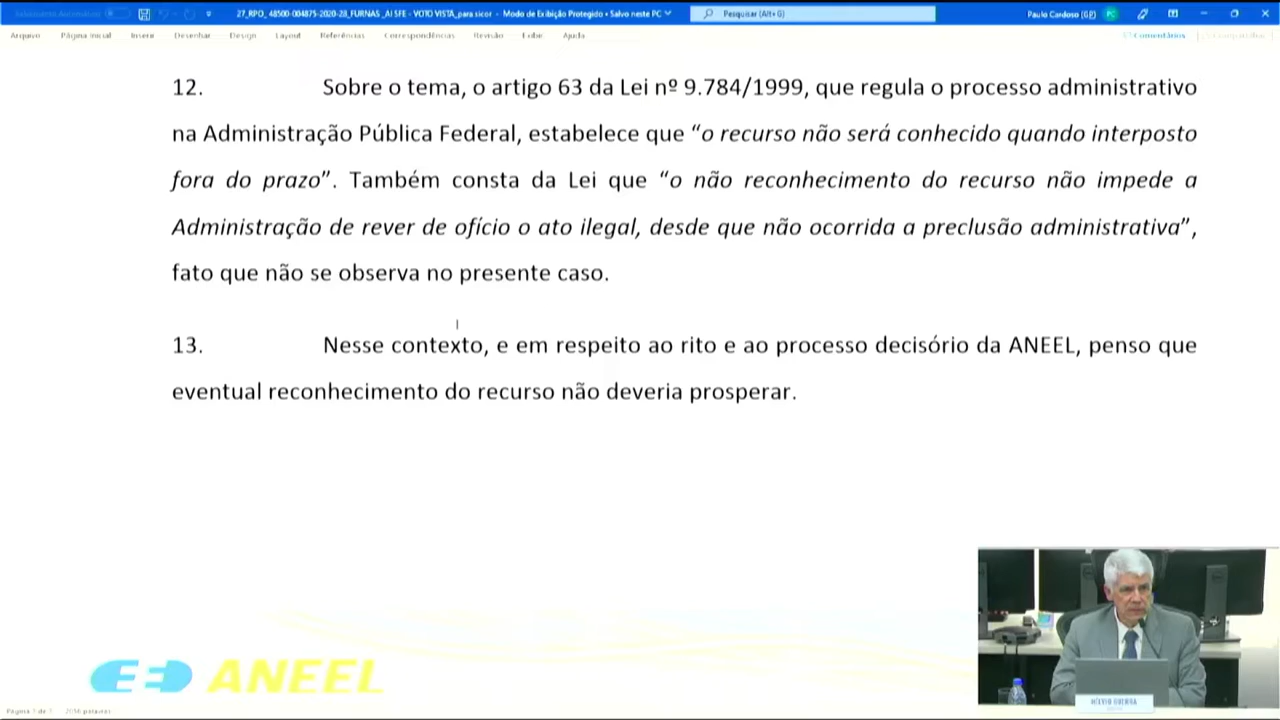 27_RPO_ 48500-004875-2020-28_FURNAS _AI SFE - VOTO VISTA_para sicor - Modo de Exibição Protegido • Salvo neste PC
Pesquisar (Alt+G)
Paulo Cardoso (GP)
Arquivo Página Inicial Inserir Desenhar Design Layout Referências Correspondências Revisão Exibir Ajuda
Comentários
12. Sobre o tema, o artigo 63 da Lei nº 9.784/1999, que regula o processo administrativo
na Administração Pública Federal, estabelece que “o recurso não será conhecido quando interposto
fora do prazo”. Também consta da Lei que “o não reconhecimento do recurso não impede a
Administração de rever de ofício o ato ilegal, desde que não ocorrida a preclusão administrativa”,
fato que não se observa no presente caso.
13. Nesse contexto, e em respeito ao rito e ao processo decisório da ANEEL, penso que
eventual reconhecimento do recurso não deveria prosperar.
ANEEL